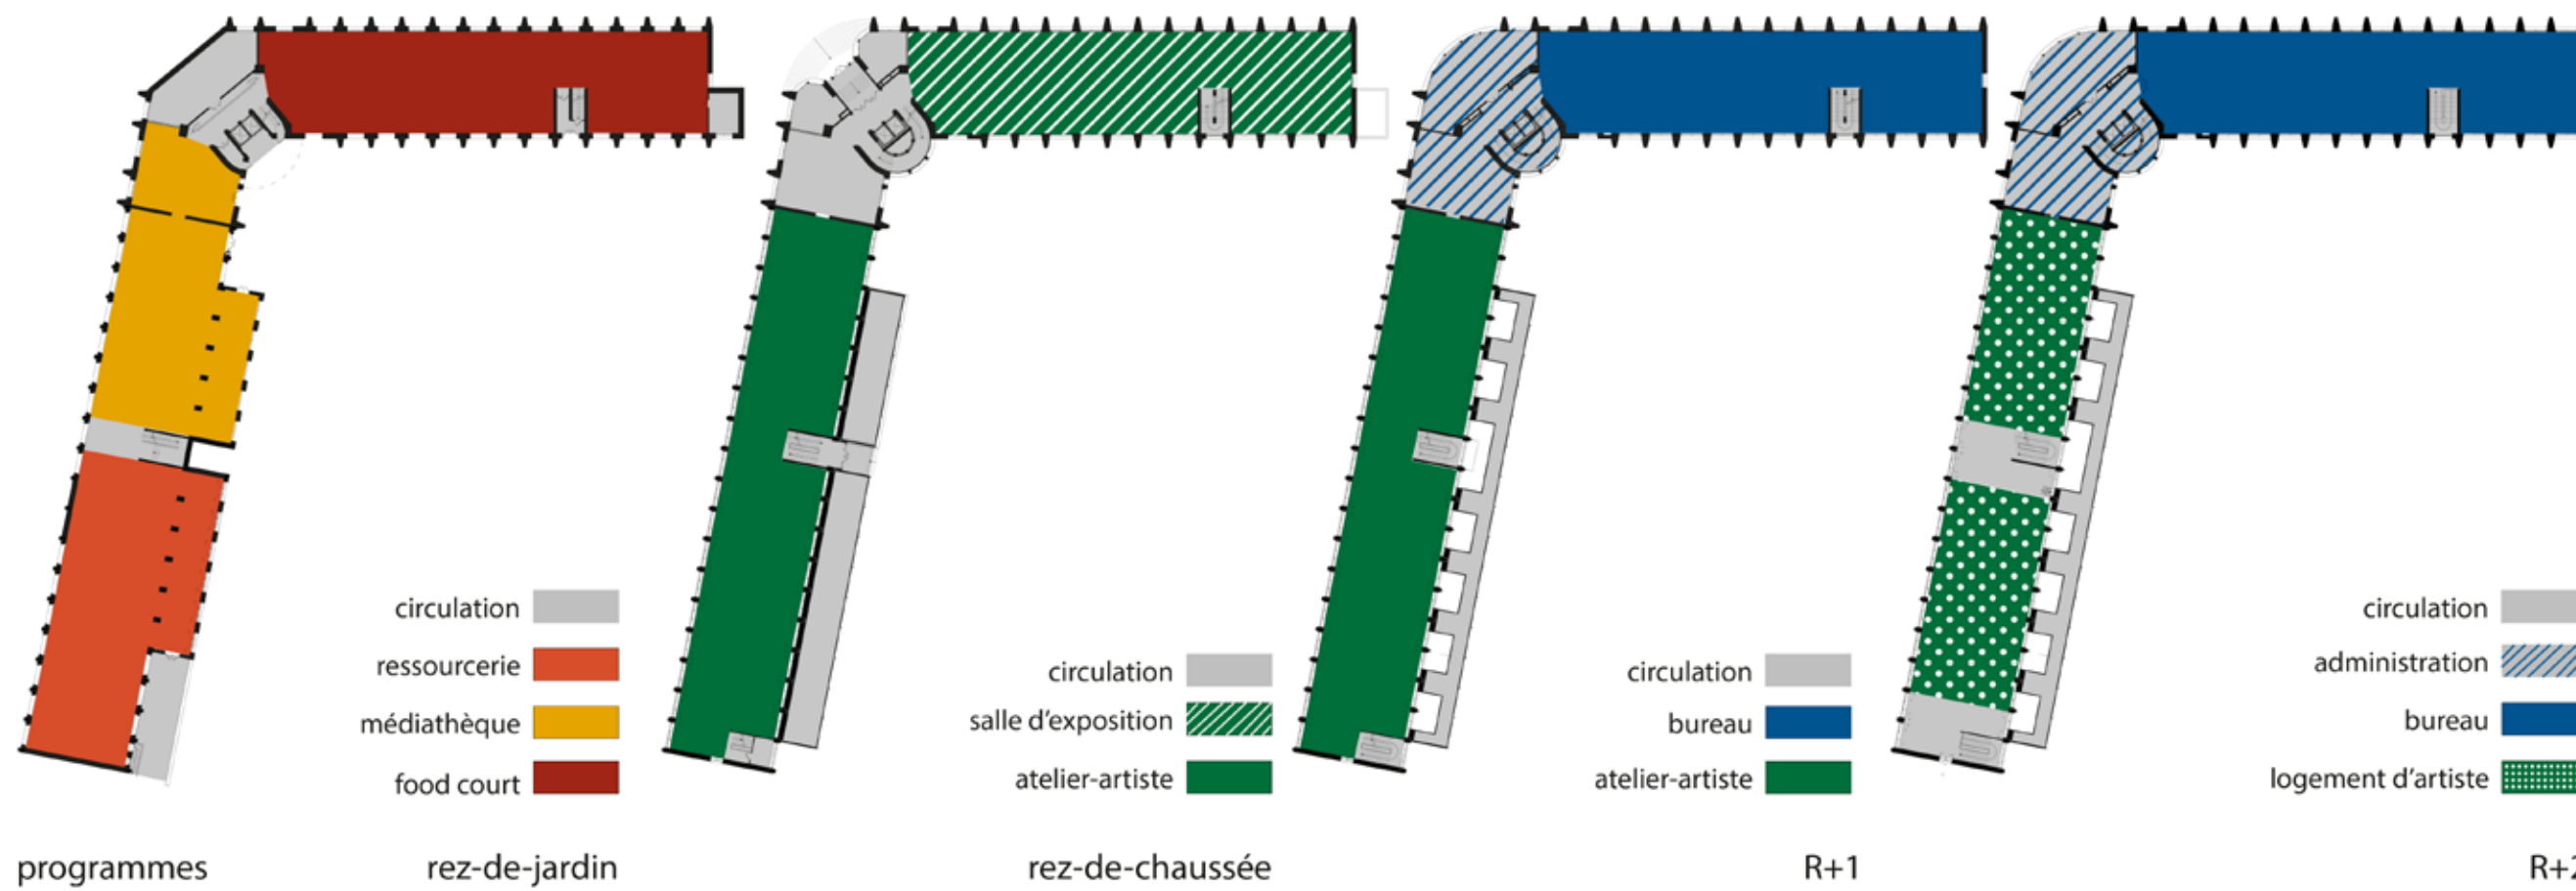 circulation
ressourcerie
médiathèque
food court
circulation
salle d’exposition
atelier-artiste
circulation
bureau
atelier-artiste
circulation
administration
bureau
logement d’artiste
programmes
rez-de-jardin
rez-de-chaussée
R+1
R+2